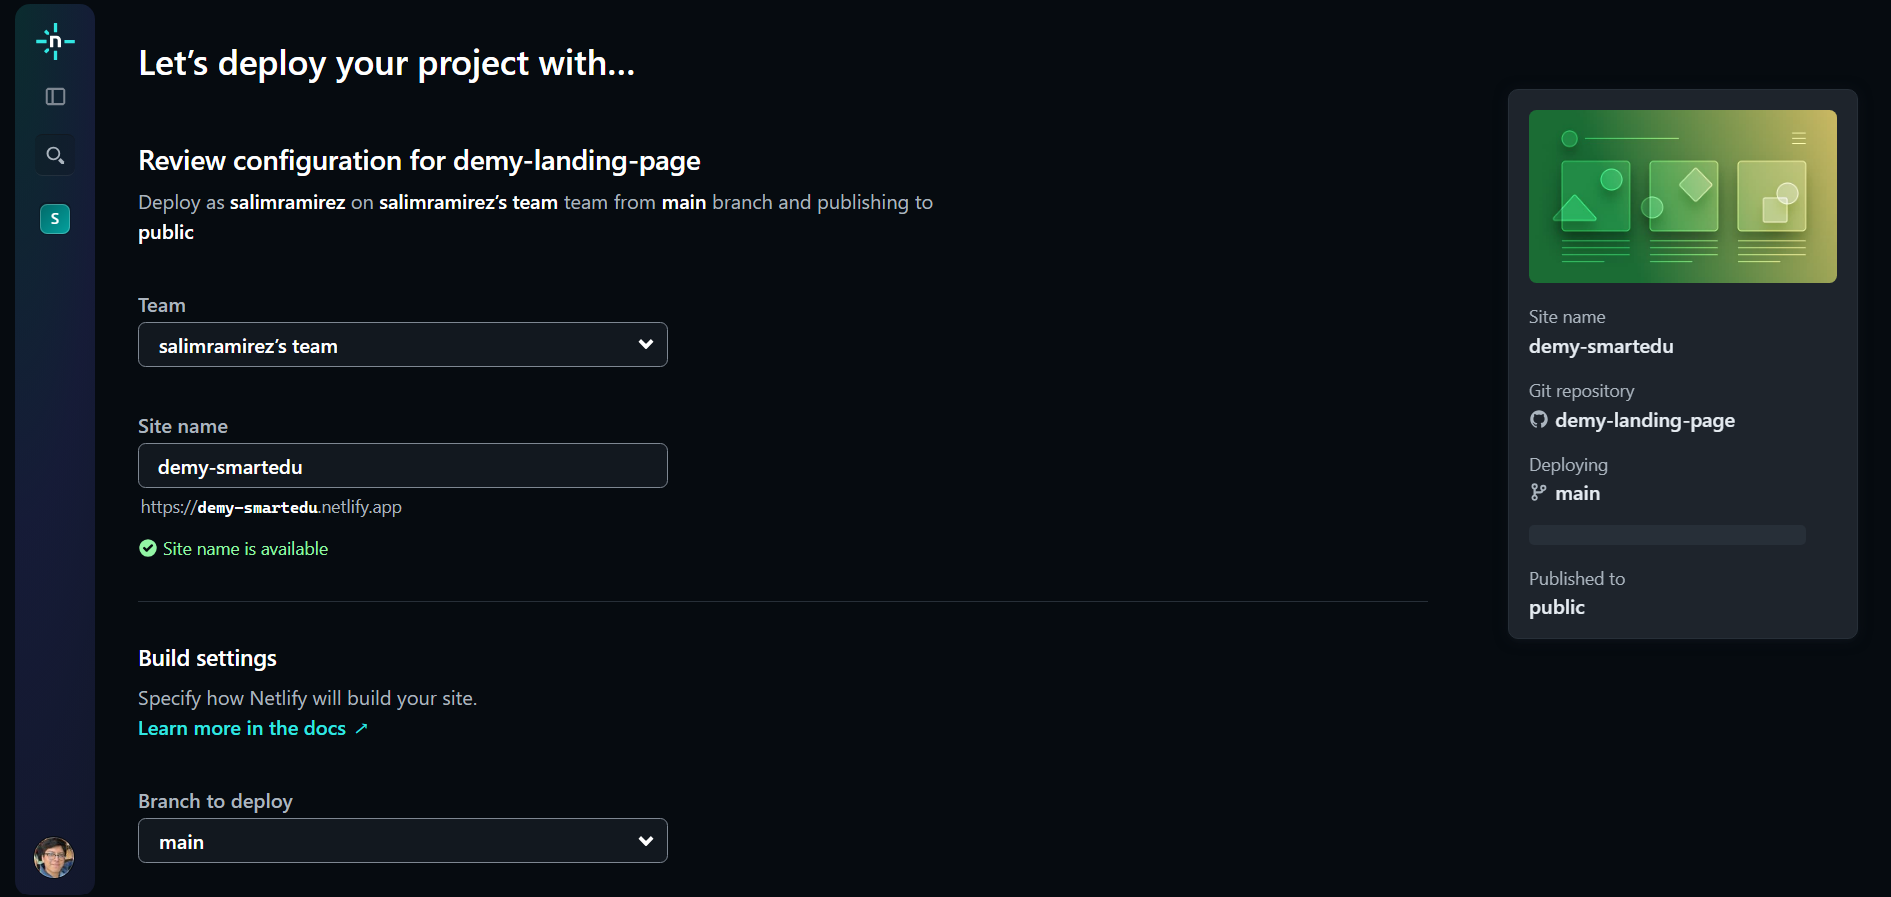 n
Let’s deploy your project with…
Review configuration for demy-landing-page
Deploy as salimramirez on salimramirez’s team team from main branch and publishing to
public
Team
salimramirez’s team
Site name
demy-smartedu
https://demy-smartedu.netlify.app
Site name is available
Build settings
Specify how Netlify will build your site.
Learn more in the docs ↗
Branch to deploy
main
S
Site name
demy-smartedu
Git repository
demy-landing-page
Deploying
main
Published to
public